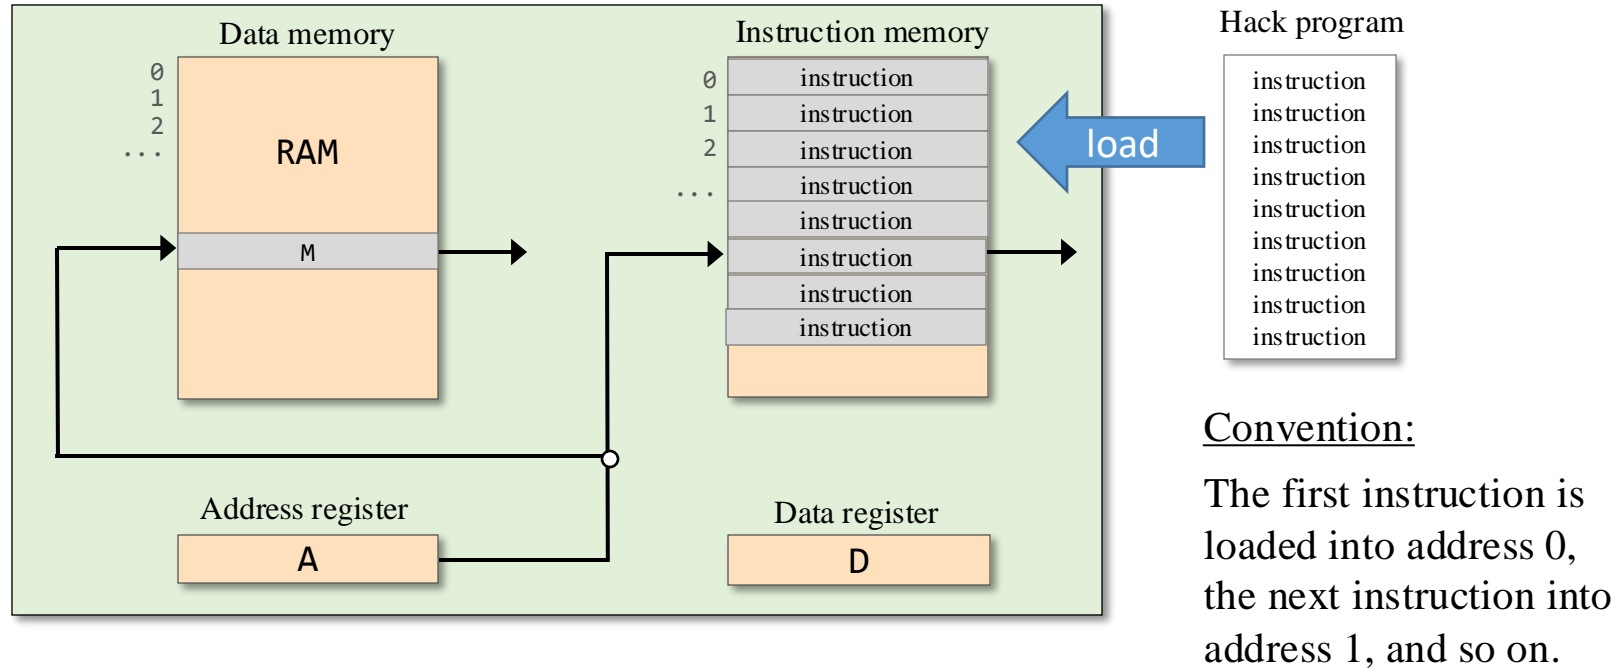 Data memory
0
1
2
...
RAM
M
Instruction memory
0
1
2
...
instruction
instruction
instruction
instruction
instruction
instruction
instruction
instruction
load
Hack program
instruction
instruction
instruction
instruction
instruction
instruction
instruction
instruction
instruction
Address register
A
Data register
D
Convention:
The first instruction is
loaded into address 0,
the next instruction into
address 1, and so on.